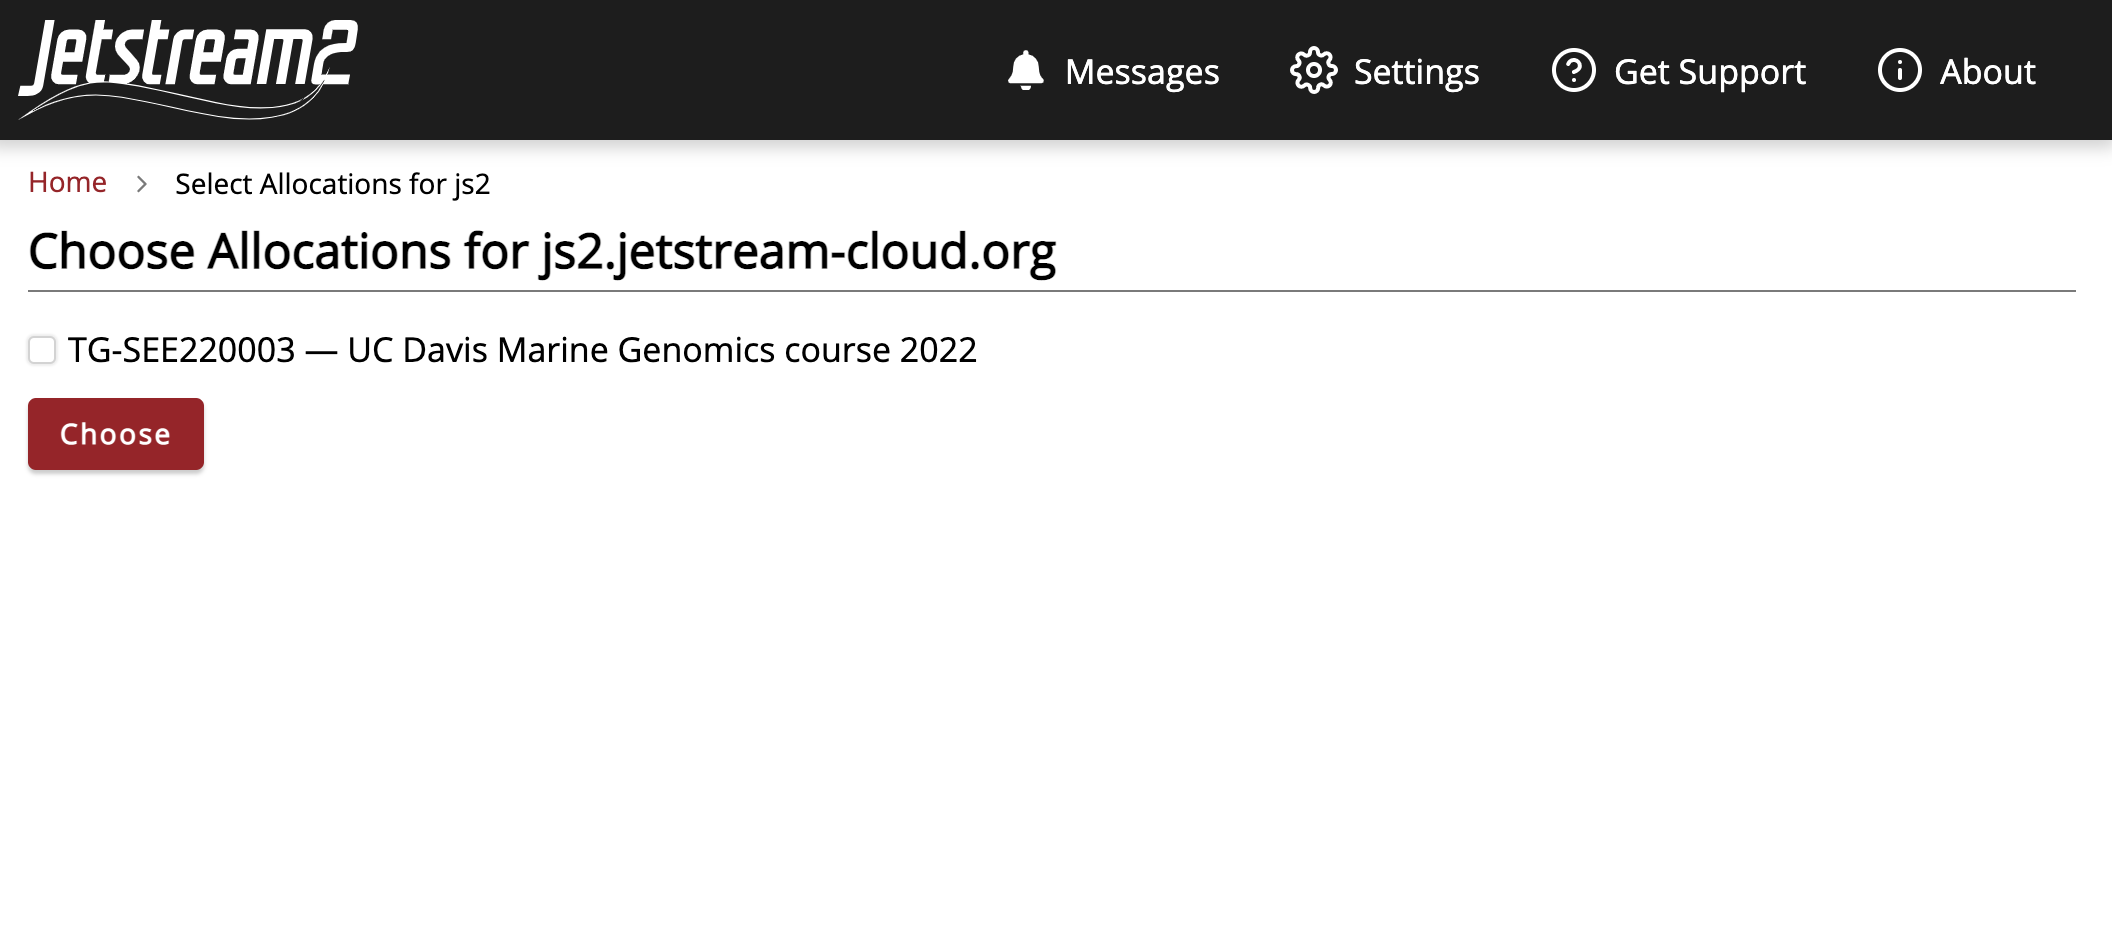 Jetstream2
Messages Settings Get Support About
Home > Select Allocations for js2
Choose Allocations for js2.jetstream-cloud.org
TG-SEE220003 — UC Davis Marine Genomics course 2022
Choose